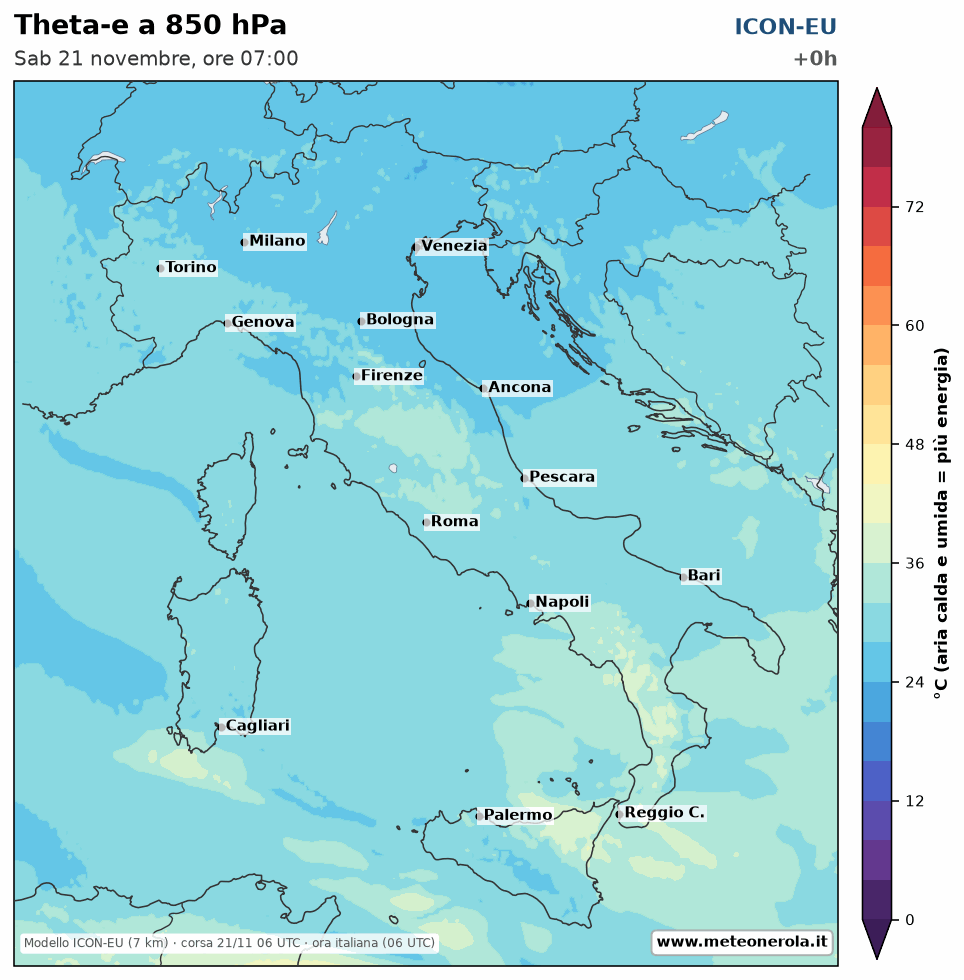 Theta-e a 850 hPa
ICON-EU
Sab 21 novembre, ore 07:00
+0h
Milano
Venezia
Torino
Genova
Bologna
Firenze
Ancona
Pescara
Roma
Bari
Napoli
Cagliari
Palermo
Reggio C.
72
60
48
36
24
12
0
°C (aria calda e umida = più energia)
Modello ICON-EU (7 km) · corsa 21/11 06 UTC · ora italiana (06 UTC)
www.meteonerola.it